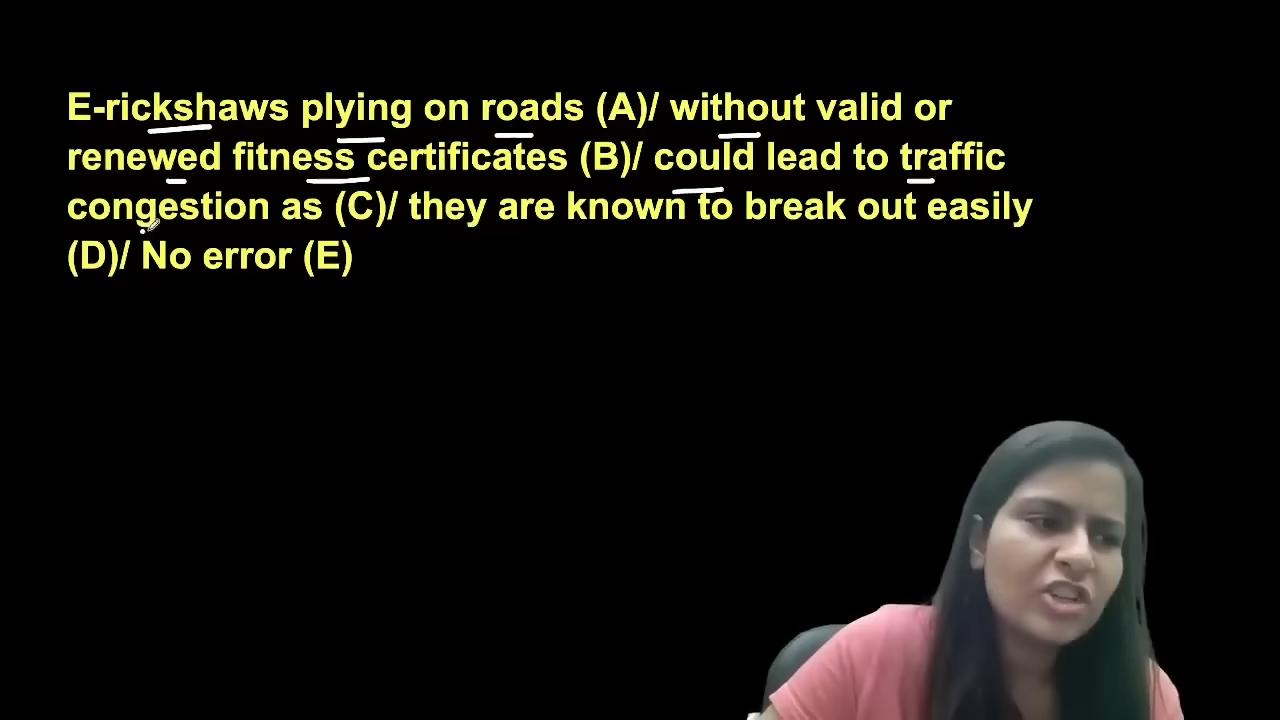 E-rickshaws plying on roads (A)/ without valid or
renewed fitness certificates (B)/ could lead to traffic
congestion as (C)/ they are known to break out easily
(D)/ No error (E)